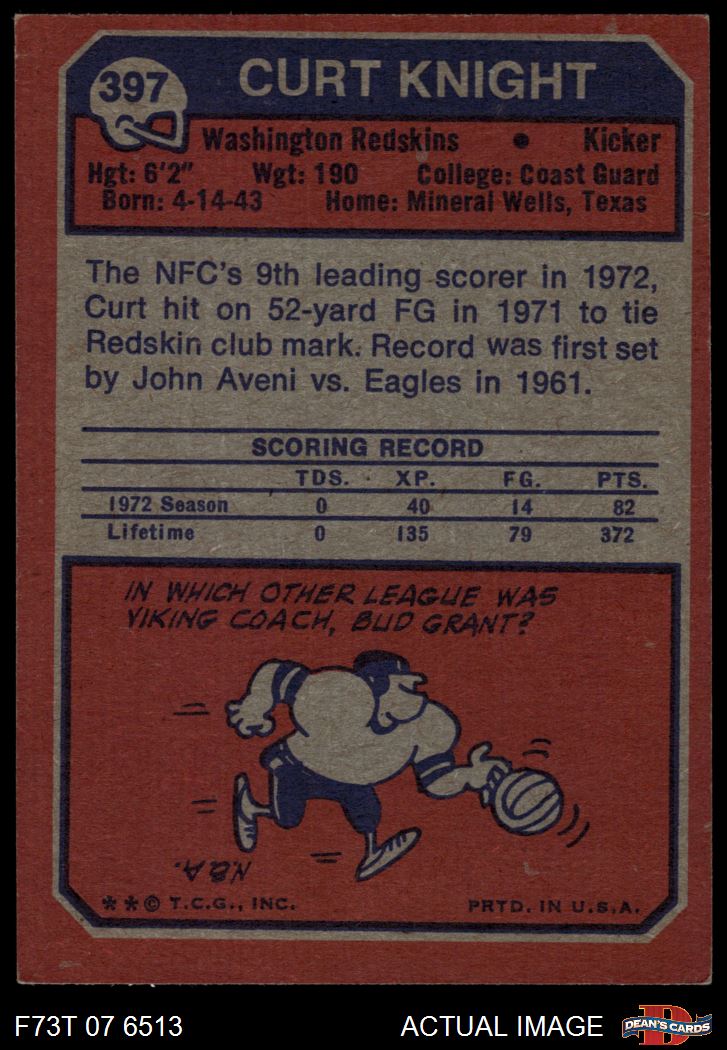 397
CURT KNIGHT
Washington Redskins • Kicker
Hgt: 6'2" Wgt: 190 College: Coast Guard
Born: 4-14-43 Home: Mineral Wells, Texas
The NFC's 9th leading scorer in 1972,
Curt hit on 52-yard FG in 1971 to tie
Redskin club mark. Record was first set
by John Aveni vs. Eagles in 1961.
SCORING RECORD
TDS. XP. FG. PTS.
1972 Season 0 40 14 82
Lifetime 0 135 79 372
IN WHICH OTHER LEAGUE WAS
VIKING COACH, BUD GRANT?
N.B.A.
**© T.C.G., INC. PRTD. IN U.S.A.
F73T 07 6513 ACTUAL IMAGE
D
DEAN'S CARDS